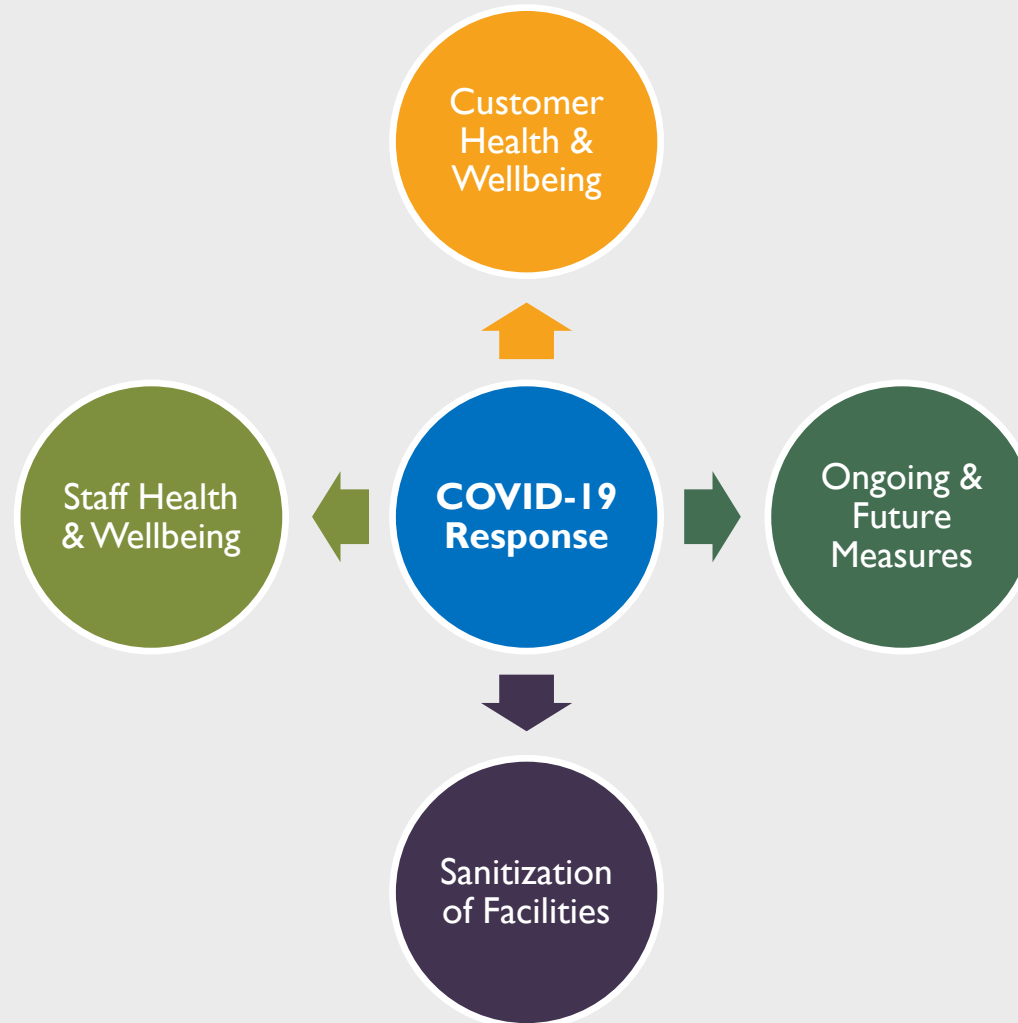 Customer
Health &
Wellbeing
Staff Health
& Wellbeing
COVID-19
Response
Ongoing &
Future
Measures
Sanitization
of Facilities